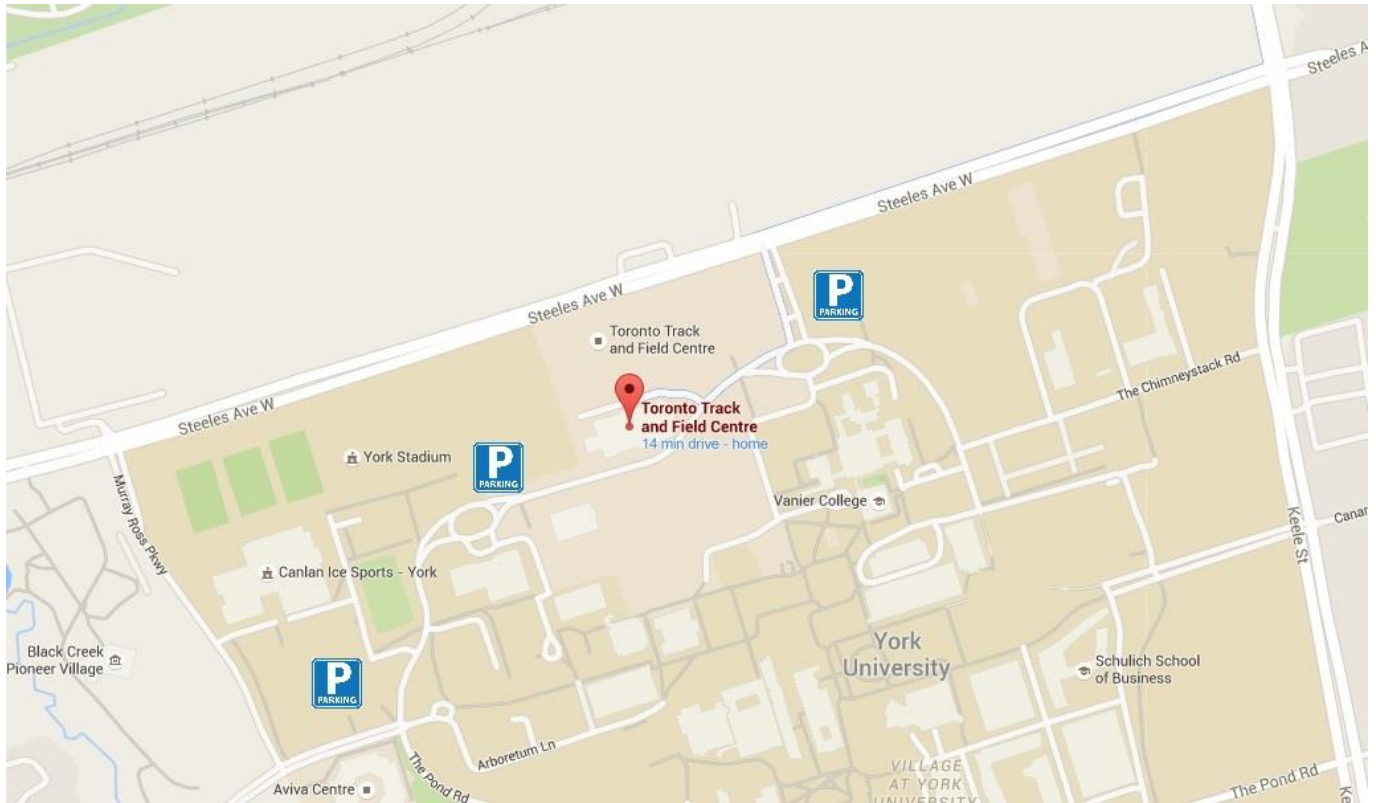 Steeles A
Steeles Ave W
P
PARKING
Steeles Ave W
Toronto Track
and Field Centre
The Chimneystack Rd
Toronto Track
and Field Centre
14 min drive - home
Steeles Ave W
York Stadium
P
PARKING
Murray Ross Pkwy
Vanier College
Keele St
Canar
Canlan Ice Sports - York
Black Creek
Pioneer Village
York
University
Schulich School
of Business
P
PARKING
Arboretum Ln
The Pond Rd
Aviva Centre
VILLAGE
AT YORK
UNIVERSITY
The Pond Rd
Ke